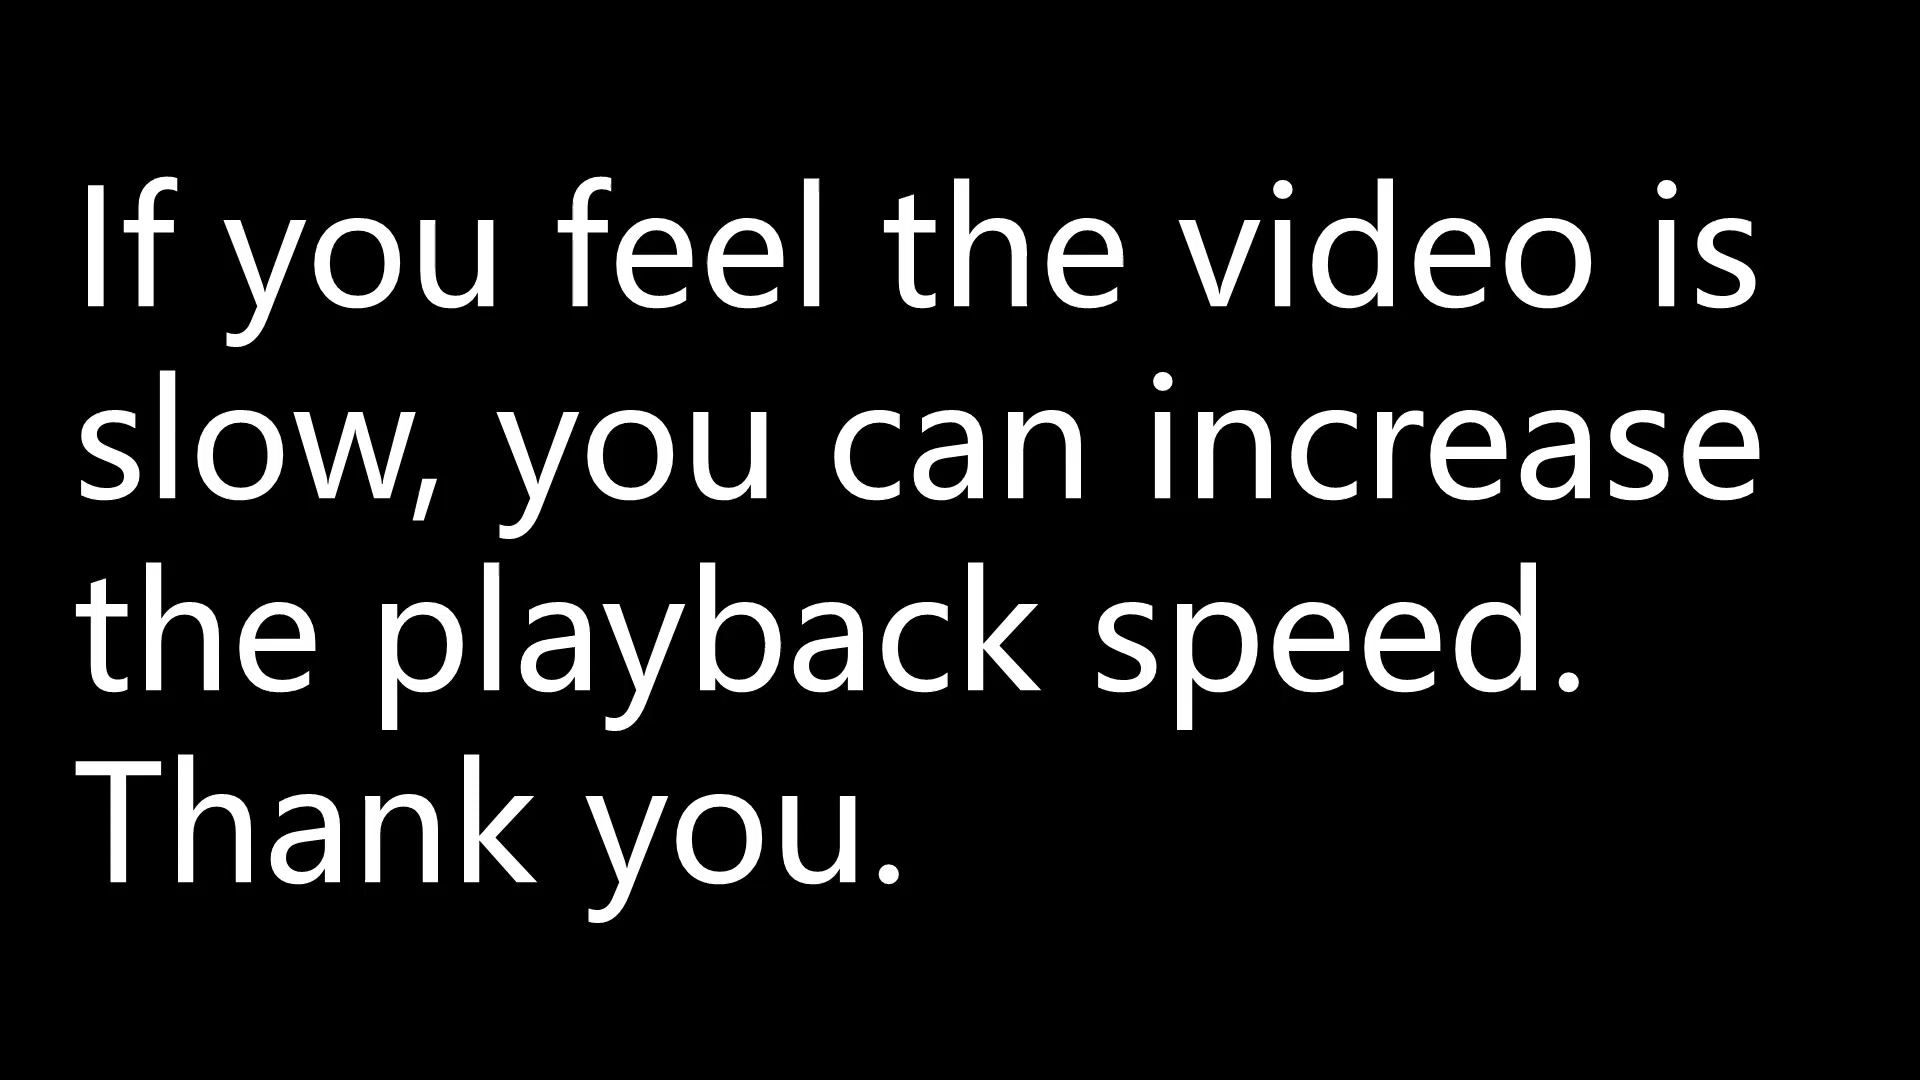 If you feel the video is
slow, you can increase
the playback speed.
Thank you.